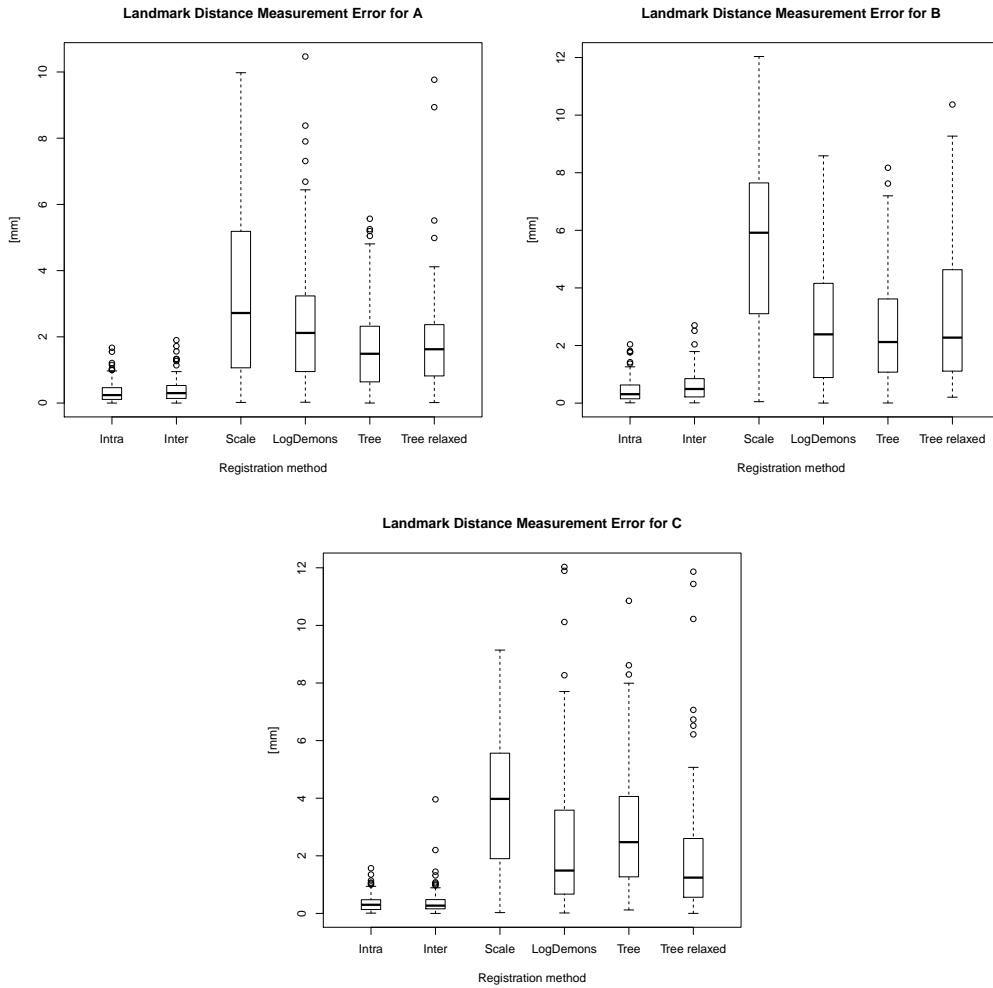 Landmark Distance Measurement Error for A
10
8
6
4
2
0
[mm]
Intra Inter Scale LogDemons Tree Tree relaxed
Registration method
Landmark Distance Measurement Error for B
12
10
8
6
4
2
0
[mm]
Intra Inter Scale LogDemons Tree Tree relaxed
Registration method
Landmark Distance Measurement Error for C
12
10
8
6
4
2
0
[mm]
Intra Inter Scale LogDemons Tree Tree relaxed
Registration method